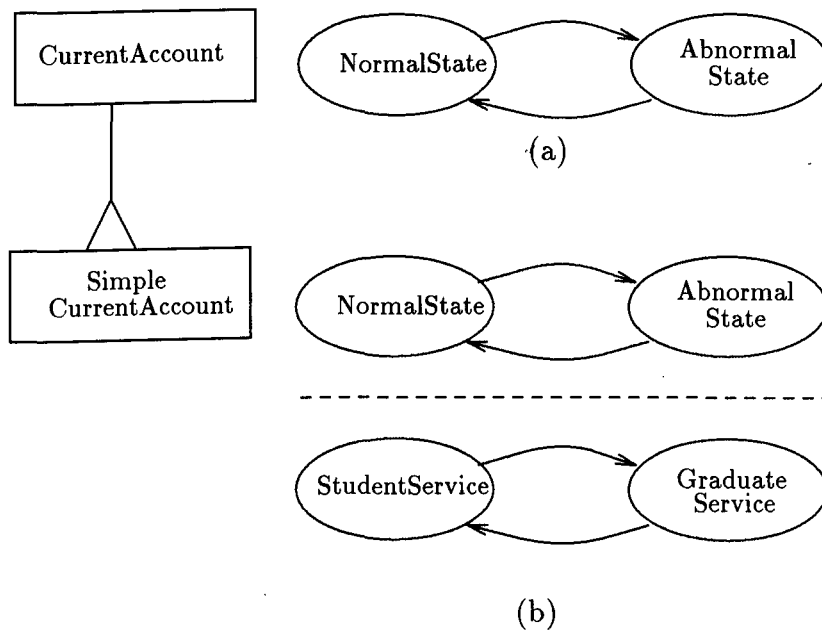 CurrentAccount
NormalState
Abnormal
State
(a)
Simple
CurrentAccount
NormalState
Abnormal
State
StudentService
Graduate
Service
(b)